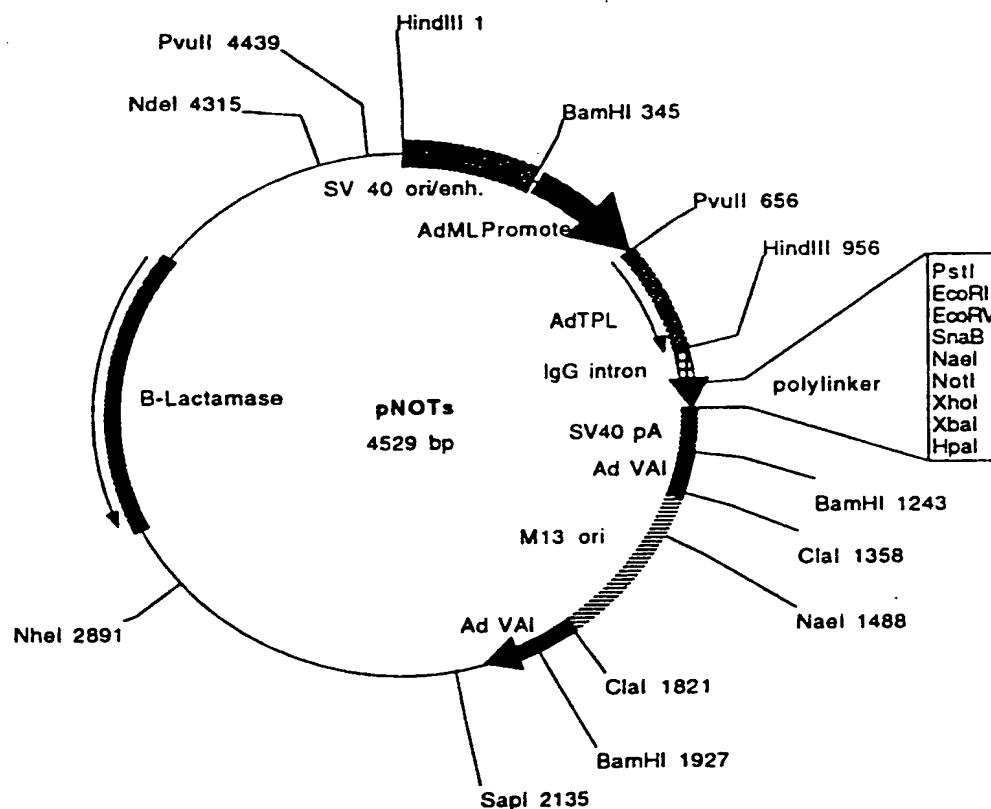 HindIII 1
PvuII 4439
NdeI 4315
BamHI 345
SV 40 ori/enh.
AdMLPromote
PvuII 656
HindIII 956
PstI
EcoRI
EcoRV
SnaB
NaeI
NotI
XhoI
XbaI
HpaI
AdTPL
IgG intron
polylinker
B-Lactamase
pNOTs
4529 bp
SV40 pA
Ad VAI
BamHI 1243
M13 ori
ClaI 1358
NaeI 1488
NheI 2891
Ad VAI
ClaI 1821
BamHI 1927
SapI 2135